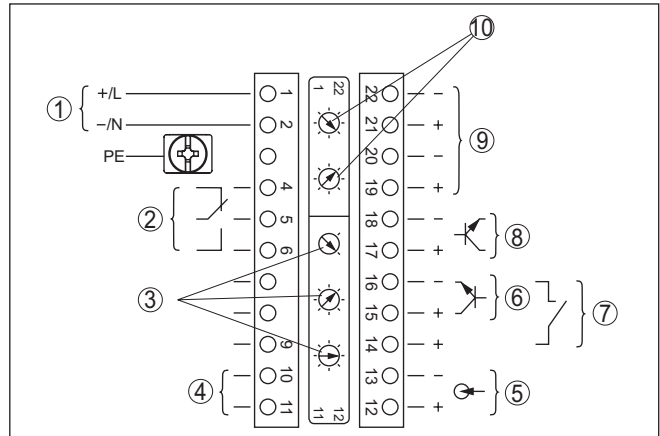 10
1 22
+/L 1 22 −
1
−/N 2 21 + 9
PE 20 −
4 19 +
2 5 18 − 8
6 17 +
16 − 6
3 15 + 7
9 14 +
4 10 13 − 5
11 12 +
11 12